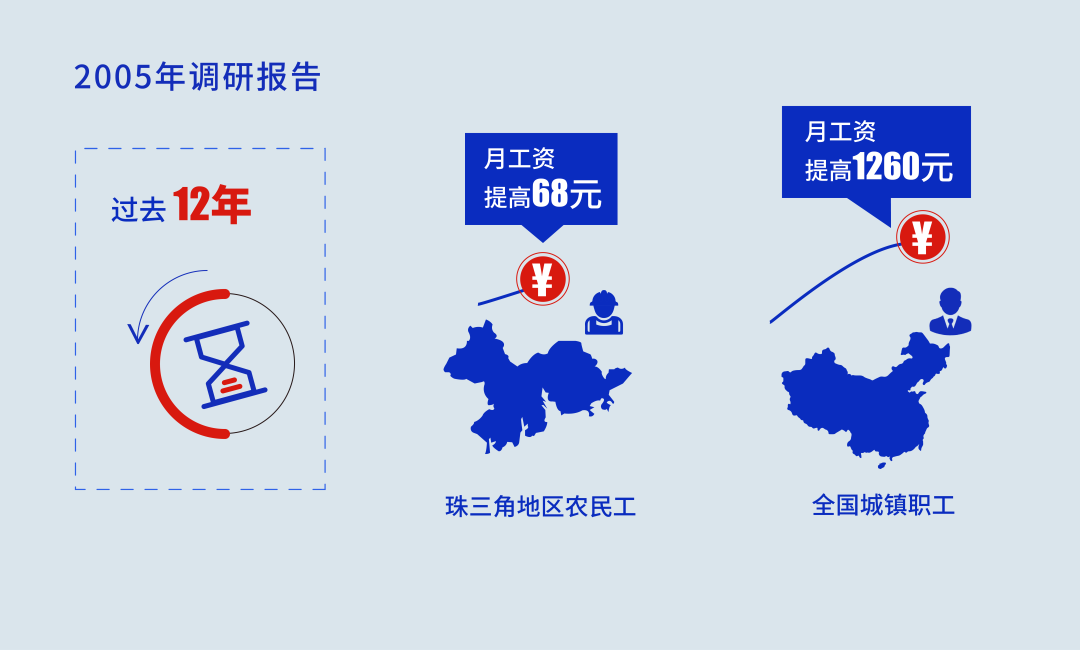 2005年调研报告
过去12年
月工资
提高68元
¥
珠三角地区农民工
月工资
提高1260元
¥
全国城镇职工